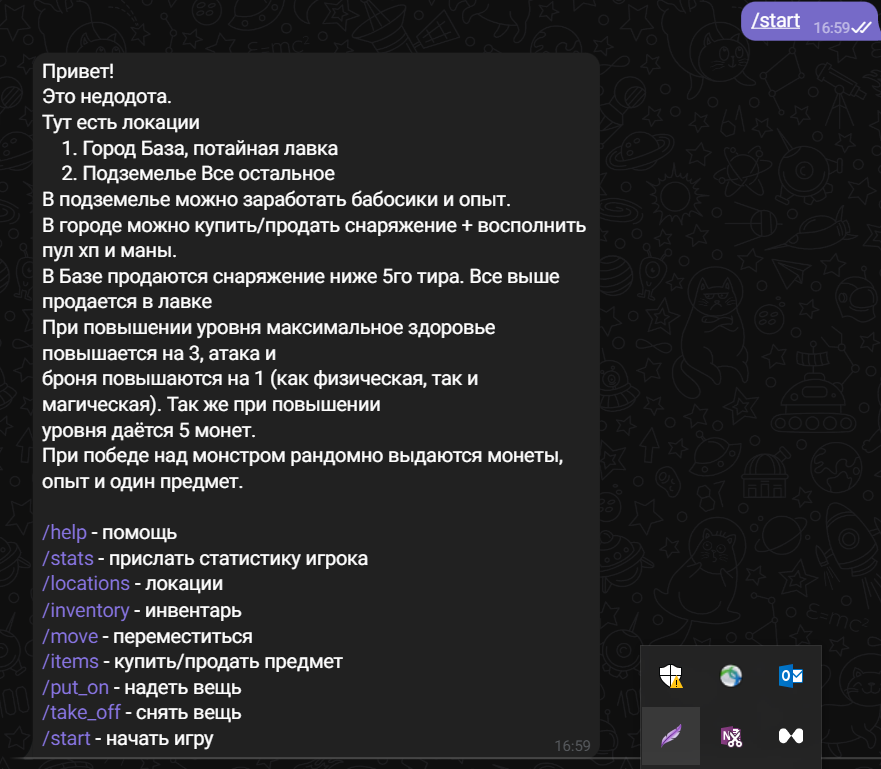 /start 16:59
Привет!
Это недодота.
Тут есть локации
1. Город База, потайная лавка
2. Подземелье Все остальное
В подземелье можно заработать бабосики и опыт.
В городе можно купить/продать снаряжение + восполнить
пул хп и маны.
В Базе продаются снаряжение ниже 5го тира. Все выше
продается в лавке
При повышении уровня максимальное здоровье
повышается на 3, атака и
броня повышаются на 1 (как физическая, так и
магическая). Так же при повышении
уровня даётся 5 монет.
При победе над монстром рандомно выдаются монеты,
опыт и один предмет.
/help - помощь
/stats - прислать статистику игрока
/locations - локации
/inventory - инвентарь
/move - переместиться
/items - купить/продать предмет
/put_on - надеть вещь
/take_off - снять вещь
/start - начать игру
16:59